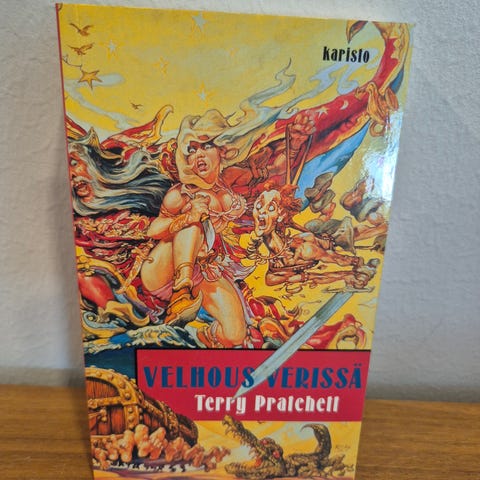 karisto
VELHOUS VERISSÄ
Terry Pratchett